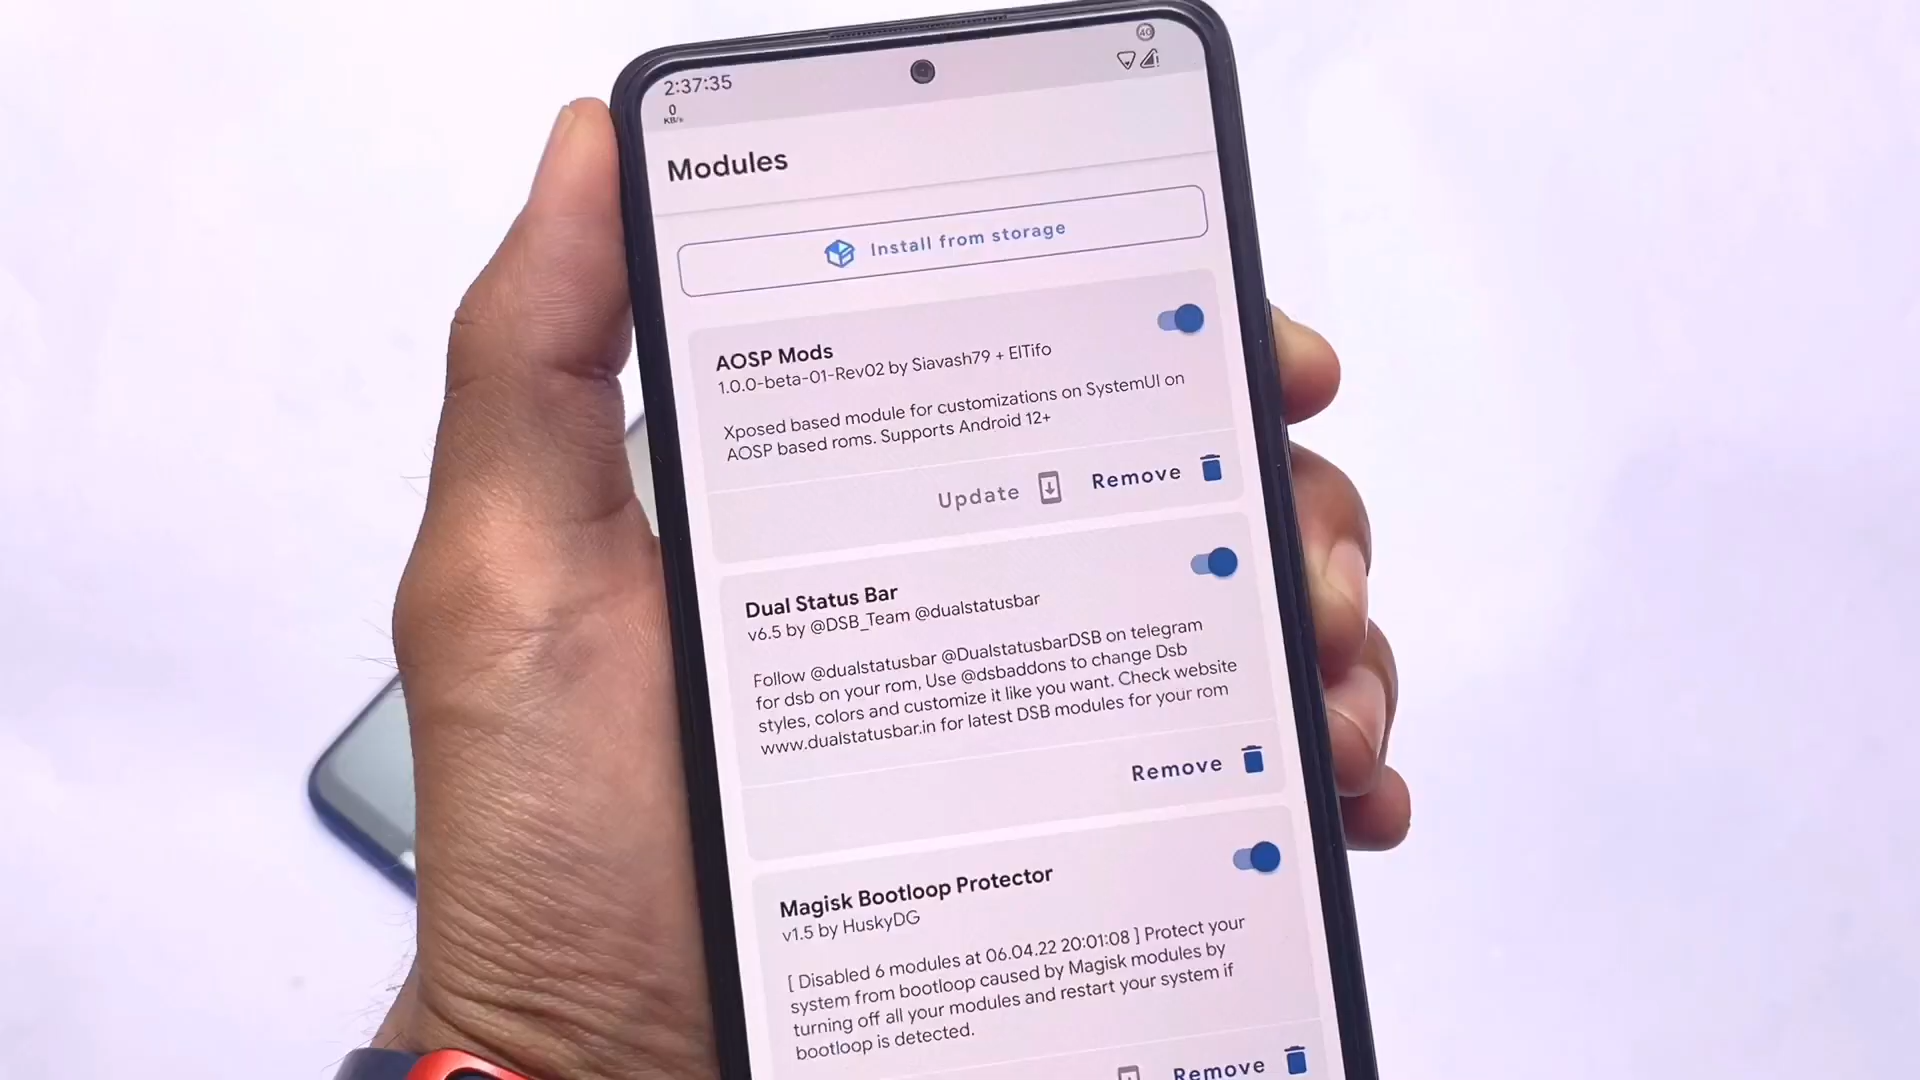 40
2:37:35
0
KB/s
Modules
Install from storage
AOSP Mods
1.0.0-beta-01-Rev02 by Siavash79 + ElTifo
Xposed based module for customizations on SystemUI on
AOSP based roms. Supports Android 12+
Update Remove
Dual Status Bar
v6.5 by @DSB_Team @dualstatusbar
Follow @dualstatusbar @DualstatusbarDSB on telegram
for dsb on your rom, Use @dsbaddons to change Dsb
styles, colors and customize it like you want. Check website
www.dualstatusbar.in for latest DSB modules for your rom
Remove
Magisk Bootloop Protector
v1.5 by HuskyDG
[ Disabled 6 modules at 06.04.22 20:01:08 ] Protect your
system from bootloop caused by Magisk modules by
turning off all your modules and restart your system if
bootloop is detected.
Remove